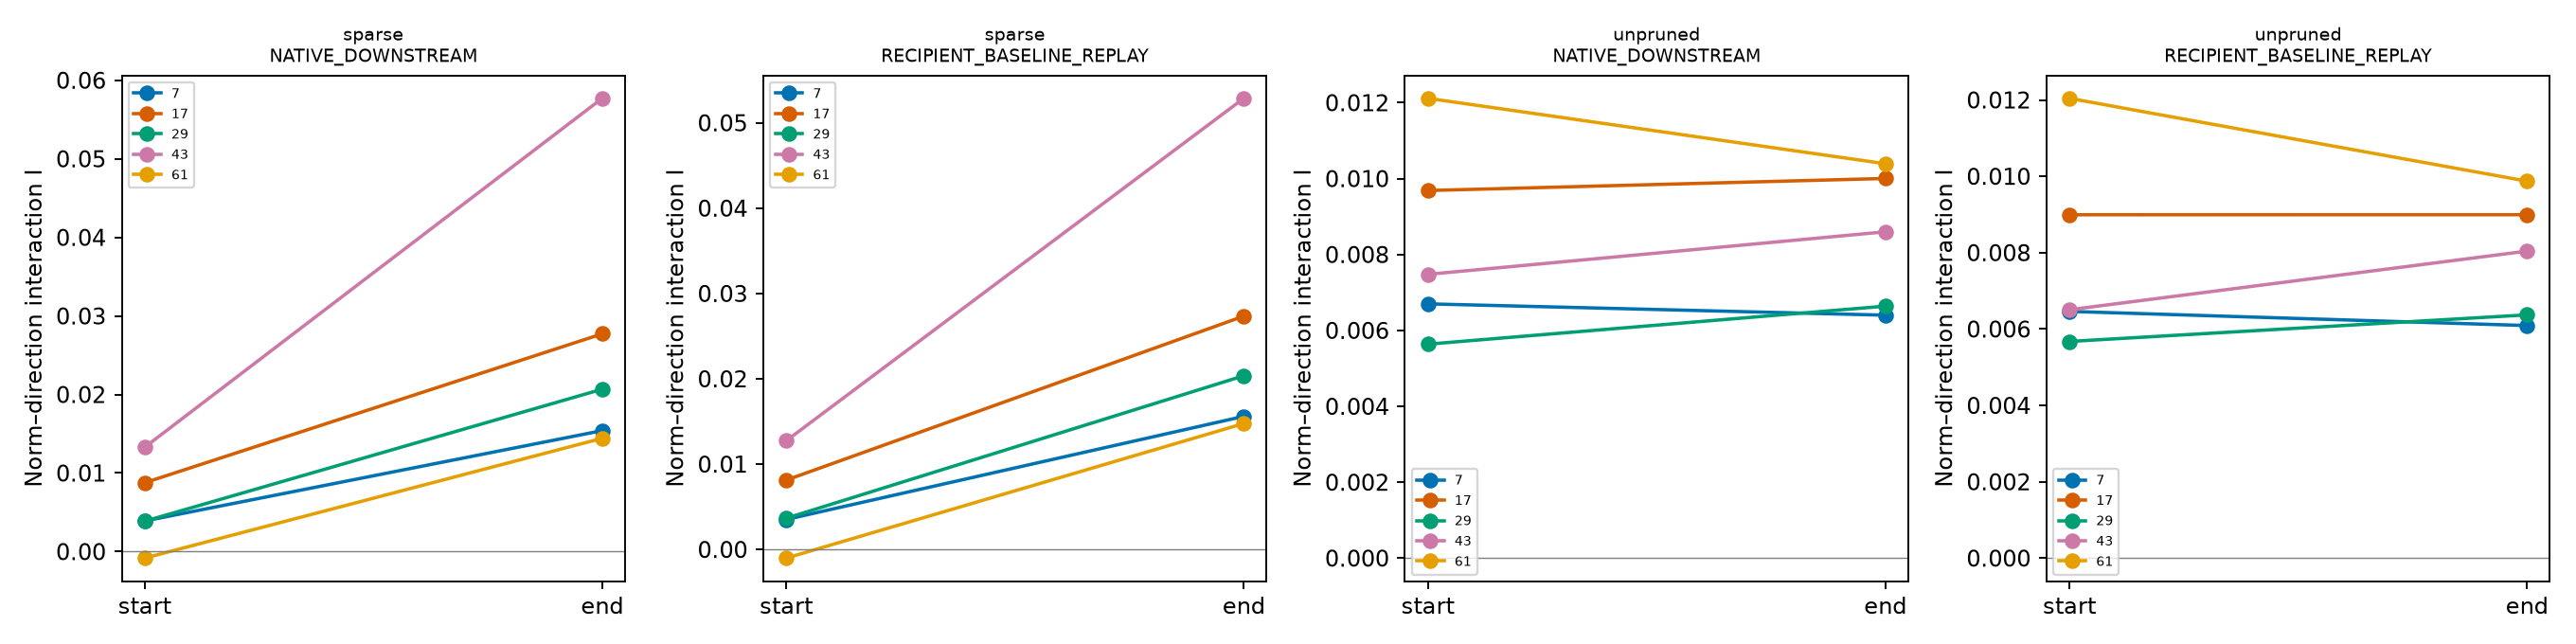 sparse
NATIVE_DOWNSTREAM
Norm–direction interaction I
0.06
0.05
0.04
0.03
0.02
0.01
0.00
7
17
29
43
61
start
end
sparse
RECIPIENT_BASELINE_REPLAY
Norm–direction interaction I
0.05
0.04
0.03
0.02
0.01
0.00
7
17
29
43
61
start
end
unpruned
NATIVE_DOWNSTREAM
Norm–direction interaction I
0.012
0.010
0.008
0.006
0.004
0.002
0.000
7
17
29
43
61
start
end
unpruned
RECIPIENT_BASELINE_REPLAY
Norm–direction interaction I
0.012
0.010
0.008
0.006
0.004
0.002
0.000
7
17
29
43
61
start
end